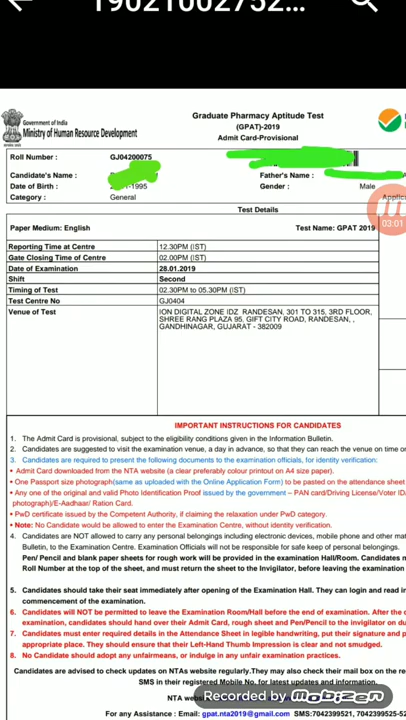 19021002752...
Graduate Pharmacy Aptitude Test
(GPAT)-2019
Admit Card-Provisional
Government of India
Ministry of Human Resource Development
Roll Number : GJ04200075
Candidate's Name : Father's Name :
Date of Birth : -1995 Gender : Male
Category : General Applic
03:01
Test Details
Paper Medium: English Test Name: GPAT 2019
Reporting Time at Centre 12.30PM (IST)
Gate Closing Time of Centre 02.00PM (IST)
Date of Examination 28.01.2019
Shift Second
Timing of Test 02.30PM to 05.30PM (IST)
Test Centre No GJ0404
Venue of Test ION DIGITAL ZONE IDZ RANDESAN, 301 TO 315, 3RD FLOOR,
SHREE RANG PLAZA 95, GIFT CITY ROAD, RANDESAN, ,
GANDHINAGAR, GUJARAT - 382009
IMPORTANT INSTRUCTIONS FOR CANDIDATES
1. The Admit Card is provisional, subject to the eligibility conditions given in the Information Bulletin.
2. Candidates are suggested to visit the examination venue, a day in advance, so that they can reach the venue on time on
3. Candidates are required to present the following documents to the examination officials, for identity verification:
• Admit Card downloaded from the NTA website (a clear preferably colour printout on A4 size paper).
• One Passport size photograph(same as uploaded with the Online Application Form) to be pasted on the attendance sheet
• Any one of the original and valid Photo Identification Proof issued by the government – PAN card/Driving License/Voter ID/
photograph)/E-Aadhaar/ Ration Card.
• PwD certificate issued by the Competent Authority, if claiming the relaxation under PwD category.
• Note: No Candidate would be allowed to enter the Examination Centre, without identity verification.
4. Candidates are NOT allowed to carry any personal belongings including electronic devices, mobile phone and other mat
Bulletin, to the Examination Centre. Examination Officials will not be responsible for safe keep of personal belongings.
Pen/ Pencil and blank paper sheets for rough work will be provided in the examination Hall/Room. Candidates m
Roll Number at the top of the sheet, and must return the sheet to the Invigilator, before leaving the examination
5. Candidates should take their seat immediately after opening of the Examination Hall. They can login and read in
commencement of the examination.
6. Candidates will NOT be permitted to leave the Examination Room/Hall before the end of examination. After the c
examination, candidates should hand over their Admit Card, rough sheet and Pen/Pencil to the invigilator on du
7. Candidates must enter required details in the Attendance Sheet in legible handwriting, put their signature and p
appropriate place. They should ensure that their Left-Hand Thumb Impression is clear and not smudged.
8. No Candidate should adopt any unfairmeans, or indulge in any unfair examination practices.
Candidates are advised to check updates on NTAs website regularly.They may also check their mail box on the re
SMS in their registered Mobile No. for latest updates and information.
NTA
Recorded by mobizen
For any Assistance : Email: gpat.nta2019@gmail.com SMS:7042399521, 7042399525